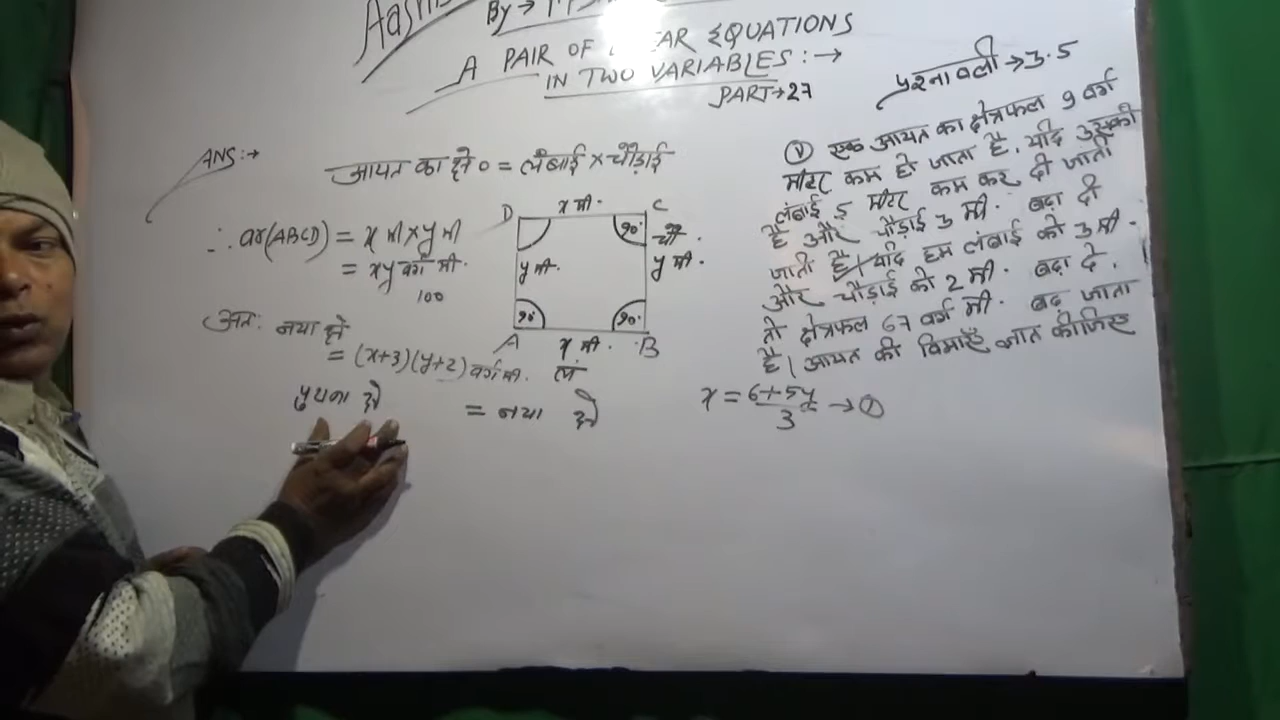 By →
A PAIR OF EQUATIONS
IN TWO VARIABLES :→
PART→27
प्रश्नावली → 3.5
ANS :→
आयत का क्षे० = लंबाई × चौड़ाई
∴ ar(ABCD) = x मी × y मी
= xy वर्ग मी.
100
D x मी. C
90°
चौ
y मी.
y मी.
90°
90°
A x मी. B
लं
अतः नया क्षे
= (x+3)(y+2) वर्ग मी.
क्षे = नया क्षे
(v) एक आयत का क्षेत्रफल 9 वर्ग
मीटर कम हो जाता है, यदि उसकी
लंबाई 5 मीटर कम कर दी जाती
है और चौड़ाई 3 मी. बढ़ा दी
जाती है। यदि हम लंबाई को 3 मी.
और चौड़ाई को 2 मी. बढ़ा दे,
तो क्षेत्रफल 67 वर्ग मी. बढ़ जाता
है। आयत की विमाएँ ज्ञात कीजिए
x = 6+5y
3 → ①